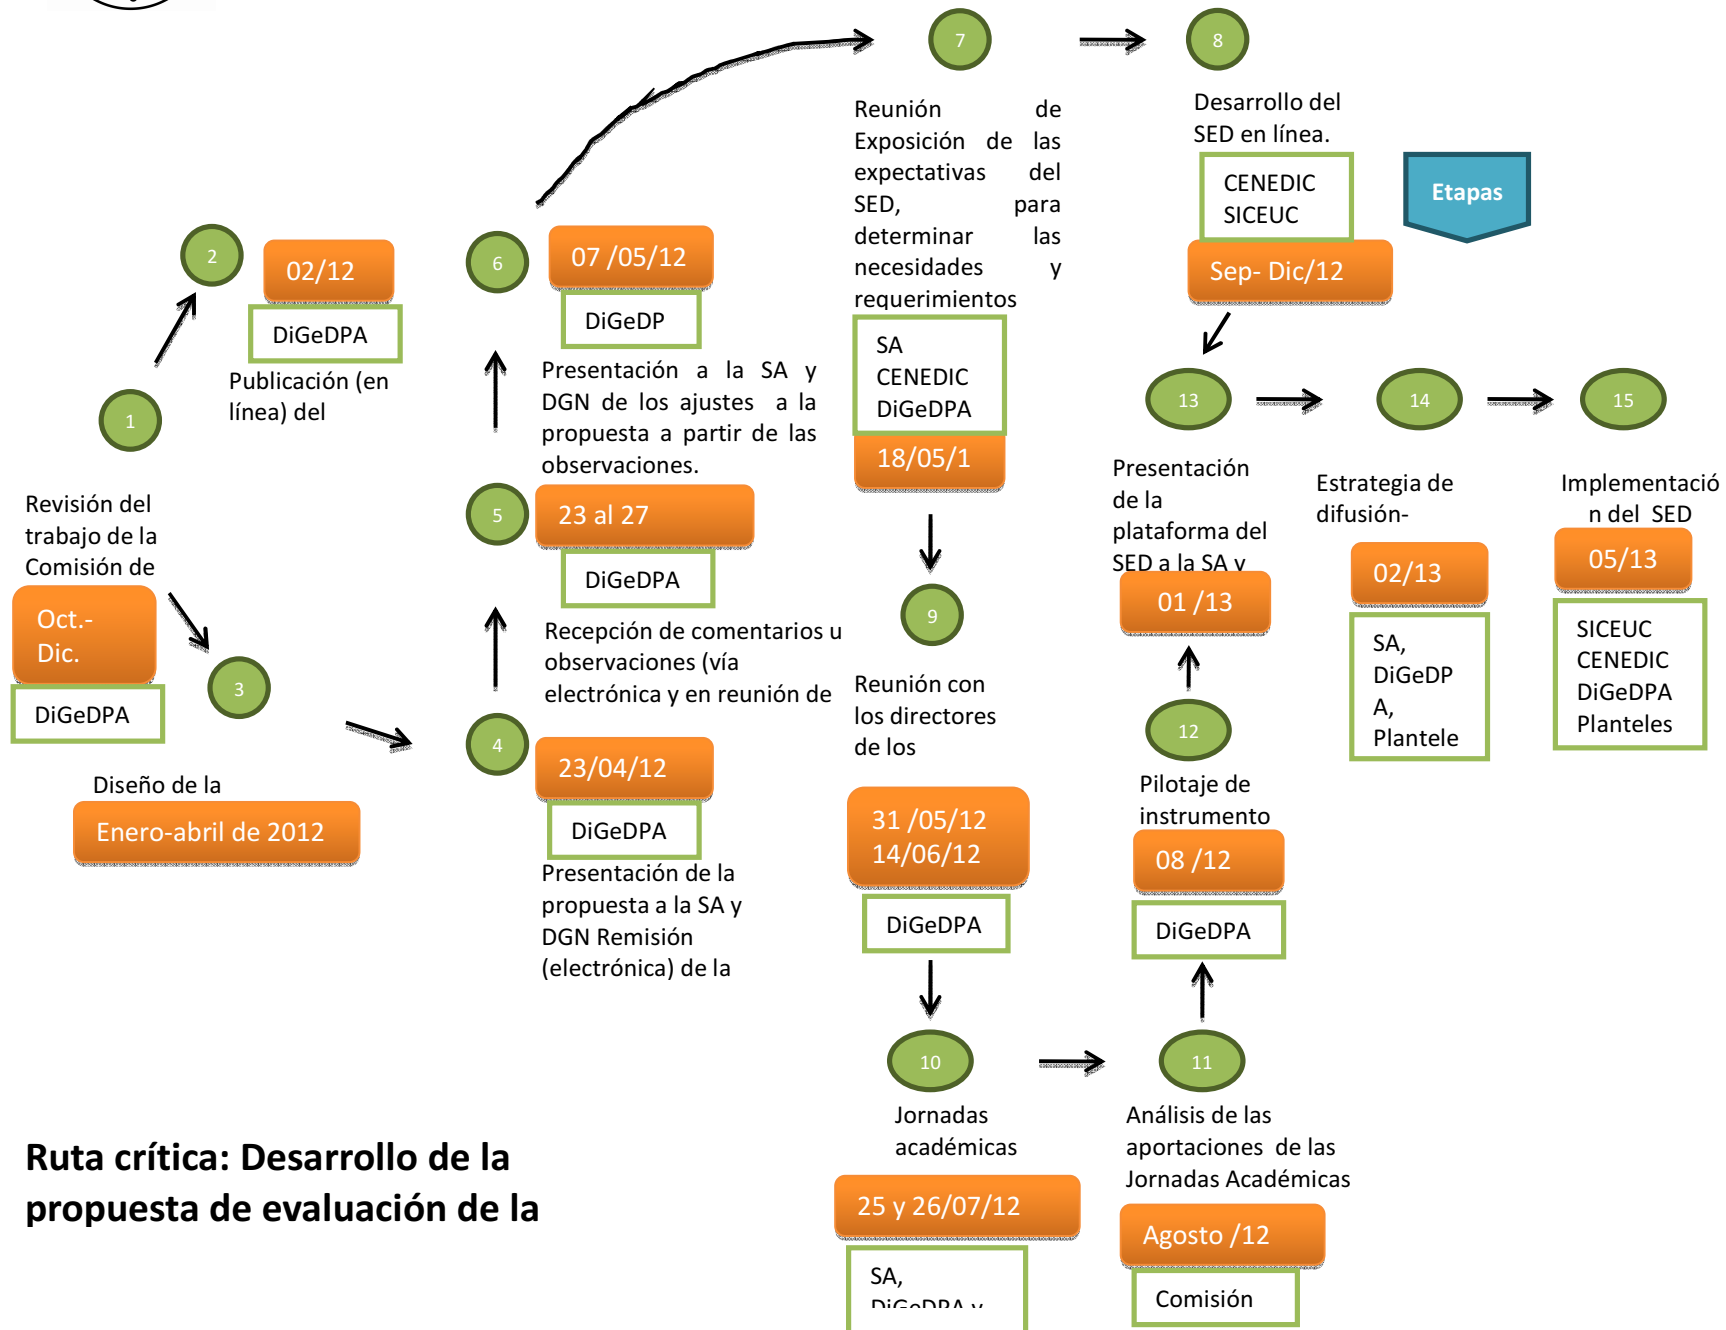 1
Revisión del
trabajo de la
Comisión de
Oct.-
Dic.
DiGeDPA
2
02/12
DiGeDPA
Publicación (en
línea) del
3
Diseño de la
Enero-abril de 2012
4
23/04/12
DiGeDPA
Presentación de la
propuesta a la SA y
DGN Remisión
(electrónica) de la
5
23 al 27
DiGeDPA
Recepción de comentarios u
observaciones (vía
electrónica y en reunión de
6
07 /05/12
DiGeDP
Presentación a la SA y
DGN de los ajustes a la
propuesta a partir de las
observaciones.
7
Reunión de
Exposición de las
expectativas del
SED, para
determinar las
necesidades y
requerimientos
SA
CENEDIC
DiGeDPA
18/05/1
8
Desarrollo del
SED en línea.
CENEDIC
SICEUC
Sep- Dic/12
Etapas
9
Reunión con
los directores
de los
31 /05/12
14/06/12
DiGeDPA
10
Jornadas
académicas
25 y 26/07/12
SA,
DiGeDPA y
11
Análisis de las
aportaciones de las
Jornadas Académicas
Agosto /12
Comisión
12
Pilotaje de
instrumento
08 /12
DiGeDPA
13
Presentación
de la
plataforma del
SED a la SA y
01 /13
14
Estrategia de
difusión-
02/13
SA,
DiGeDP
A,
Plantele
15
Implementació
n del SED
05/13
SICEUC
CENEDIC
DiGeDPA
Planteles
Ruta crítica: Desarrollo de la
propuesta de evaluación de la